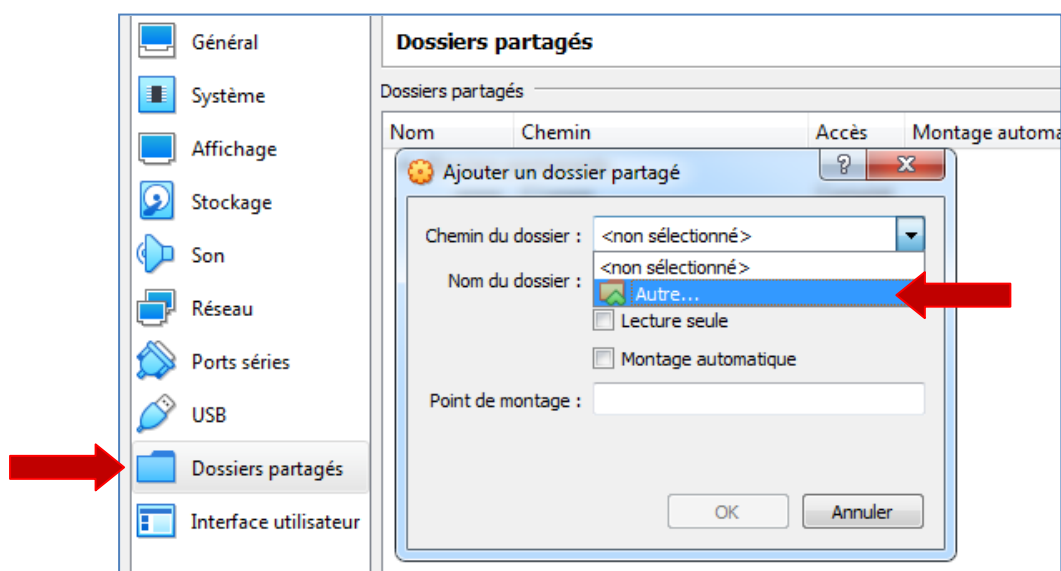 Général
Système
Affichage
Stockage
Son
Réseau
Ports séries
USB
Dossiers partagés
Interface utilisateur
Dossiers partagés
Dossiers partagés
Nom Chemin Accès Montage automa
Ajouter un dossier partagé ?
Chemin du dossier : <non sélectionné>
<non sélectionné>
Nom du dossier : Autre...
Lecture seule
Montage automatique
Point de montage :
OK Annuler